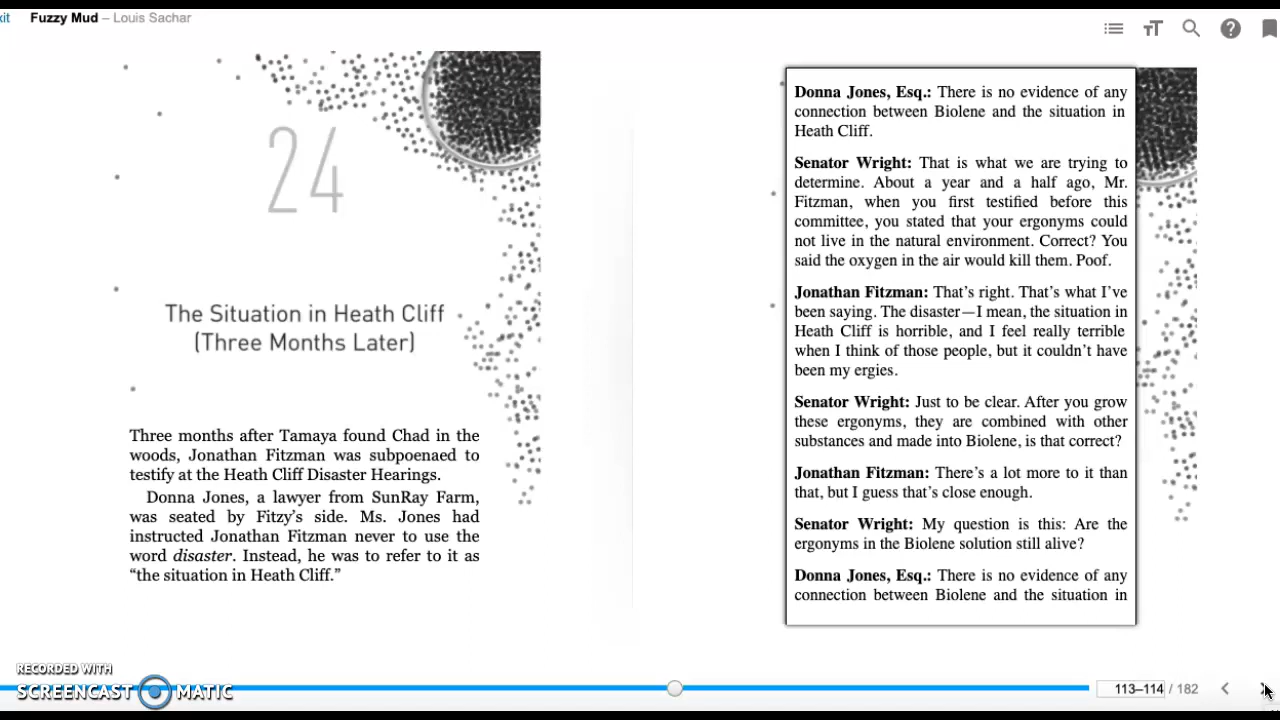 xit Fuzzy Mud – Louis Sachar
24
The Situation in Heath Cliff
(Three Months Later)
Three months after Tamaya found Chad in the
woods, Jonathan Fitzman was subpoenaed to
testify at the Heath Cliff Disaster Hearings.
Donna Jones, a lawyer from SunRay Farm,
was seated by Fitzy’s side. Ms. Jones had
instructed Jonathan Fitzman never to use the
word disaster. Instead, he was to refer to it as
“the situation in Heath Cliff.”
Donna Jones, Esq.: There is no evidence of any
connection between Biolene and the situation in
Heath Cliff.
Senator Wright: That is what we are trying to
determine. About a year and a half ago, Mr.
Fitzman, when you first testified before this
committee, you stated that your ergonyms could
not live in the natural environment. Correct? You
said the oxygen in the air would kill them. Poof.
Jonathan Fitzman: That’s right. That’s what I’ve
been saying. The disaster—I mean, the situation in
Heath Cliff is horrible, and I feel really terrible
when I think of those people, but it couldn’t have
been my ergies.
Senator Wright: Just to be clear. After you grow
these ergonyms, they are combined with other
substances and made into Biolene, is that correct?
Jonathan Fitzman: There’s a lot more to it than
that, but I guess that’s close enough.
Senator Wright: My question is this: Are the
ergonyms in the Biolene solution still alive?
Donna Jones, Esq.: There is no evidence of any
connection between Biolene and the situation in
RECORDED WITH
SCREENCAST MATIC
113–114 / 182